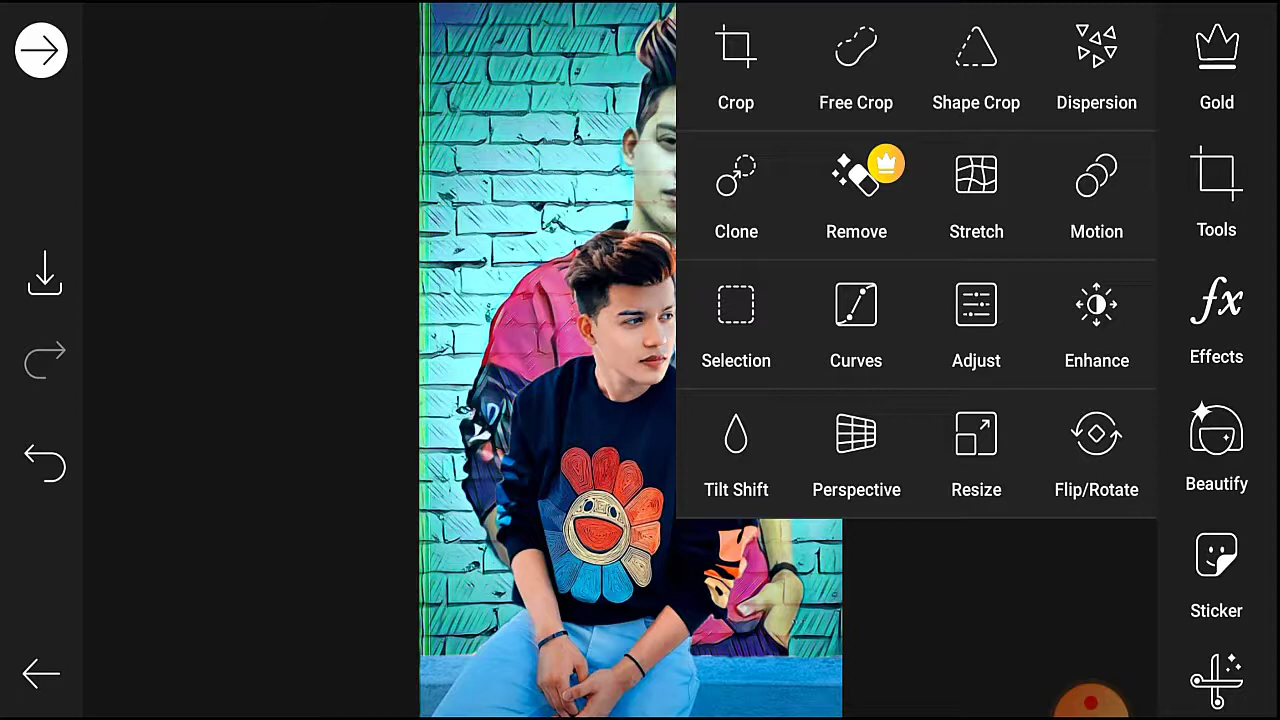 Crop Free Crop Shape Crop Dispersion Gold
Clone Remove Stretch Motion Tools
Selection Curves Adjust Enhance Effects
Tilt Shift Perspective Resize Flip/Rotate Beautify
Sticker